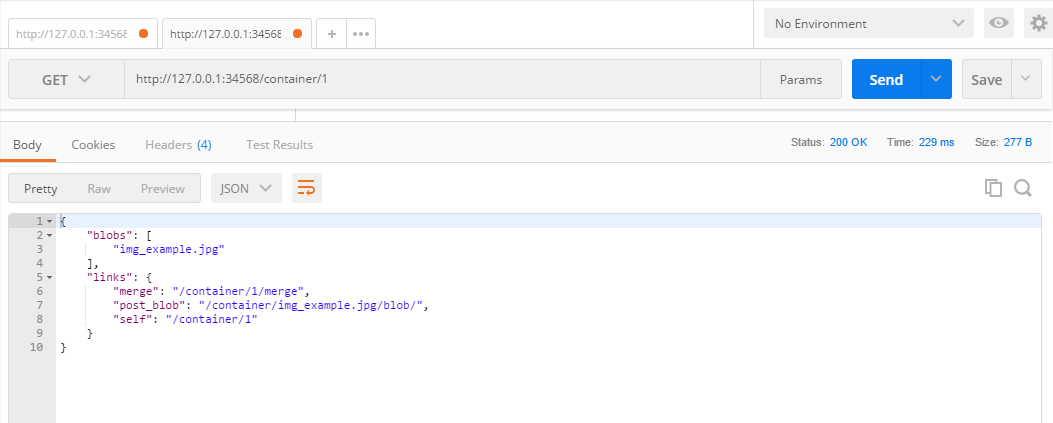 http://127.0.0.1:34568 http://127.0.0.1:34568 + ••• No Environment
GET http://127.0.0.1:34568/container/1 Params Send Save
Body Cookies Headers (4) Test Results Status: 200 OK Time: 229 ms Size: 277 B
Pretty Raw Preview JSON
1 {
2 "blobs": [
3 "img_example.jpg"
4 ],
5 "links": {
6 "merge": "/container/1/merge",
7 "post_blob": "/container/img_example.jpg/blob/",
8 "self": "/container/1"
9 }
10 }